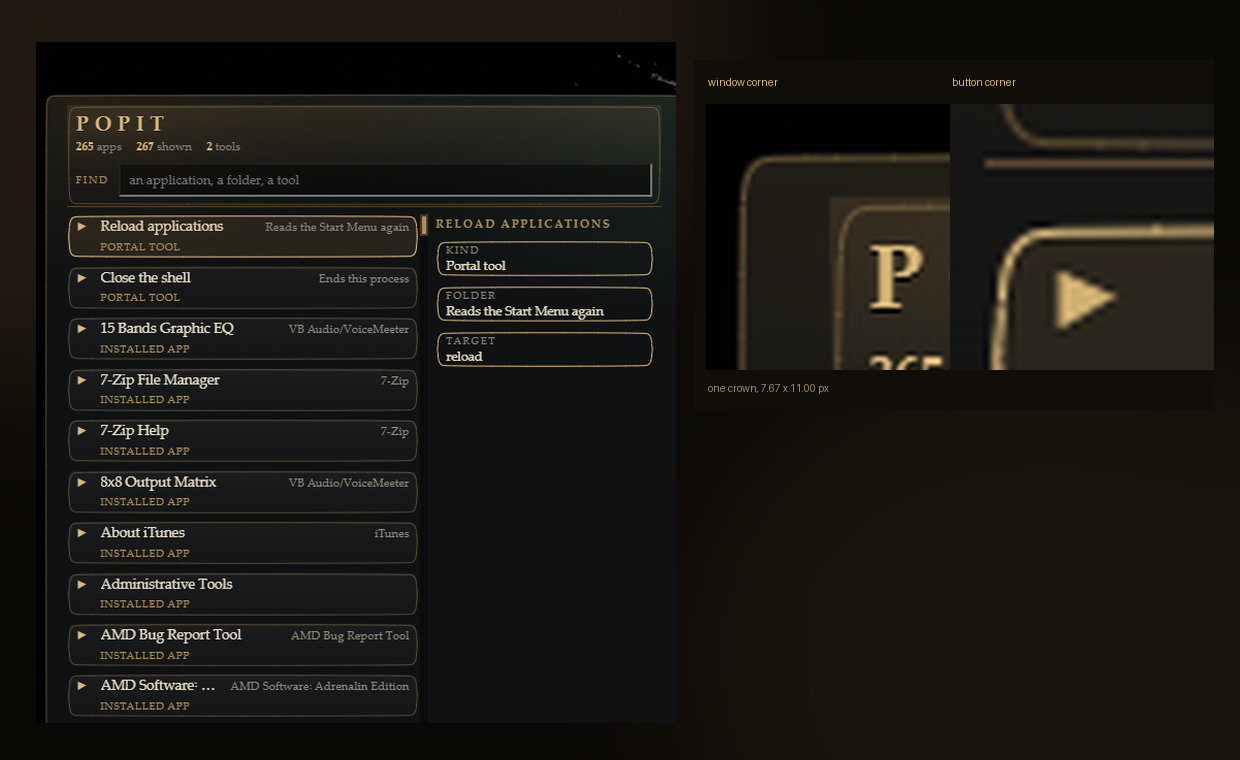 POPIT
265 apps 267 shown 2 tools
FIND an application, a folder, a tool
Reload applications Reads the Start Menu again
PORTAL TOOL
Close the shell Ends this process
PORTAL TOOL
15 Bands Graphic EQ VB Audio/VoiceMeeter
INSTALLED APP
7-Zip File Manager 7-Zip
INSTALLED APP
7-Zip Help 7-Zip
INSTALLED APP
8x8 Output Matrix VB Audio/VoiceMeeter
INSTALLED APP
About iTunes iTunes
INSTALLED APP
Administrative Tools
INSTALLED APP
AMD Bug Report Tool AMD Bug Report Tool
INSTALLED APP
AMD Software: ... AMD Software: Adrenalin Edition
INSTALLED APP
RELOAD APPLICATIONS
KIND
Portal tool
FOLDER
Reads the Start Menu again
TARGET
reload
window corner
button corner
P
265
one crown, 7.67 x 11.00 px